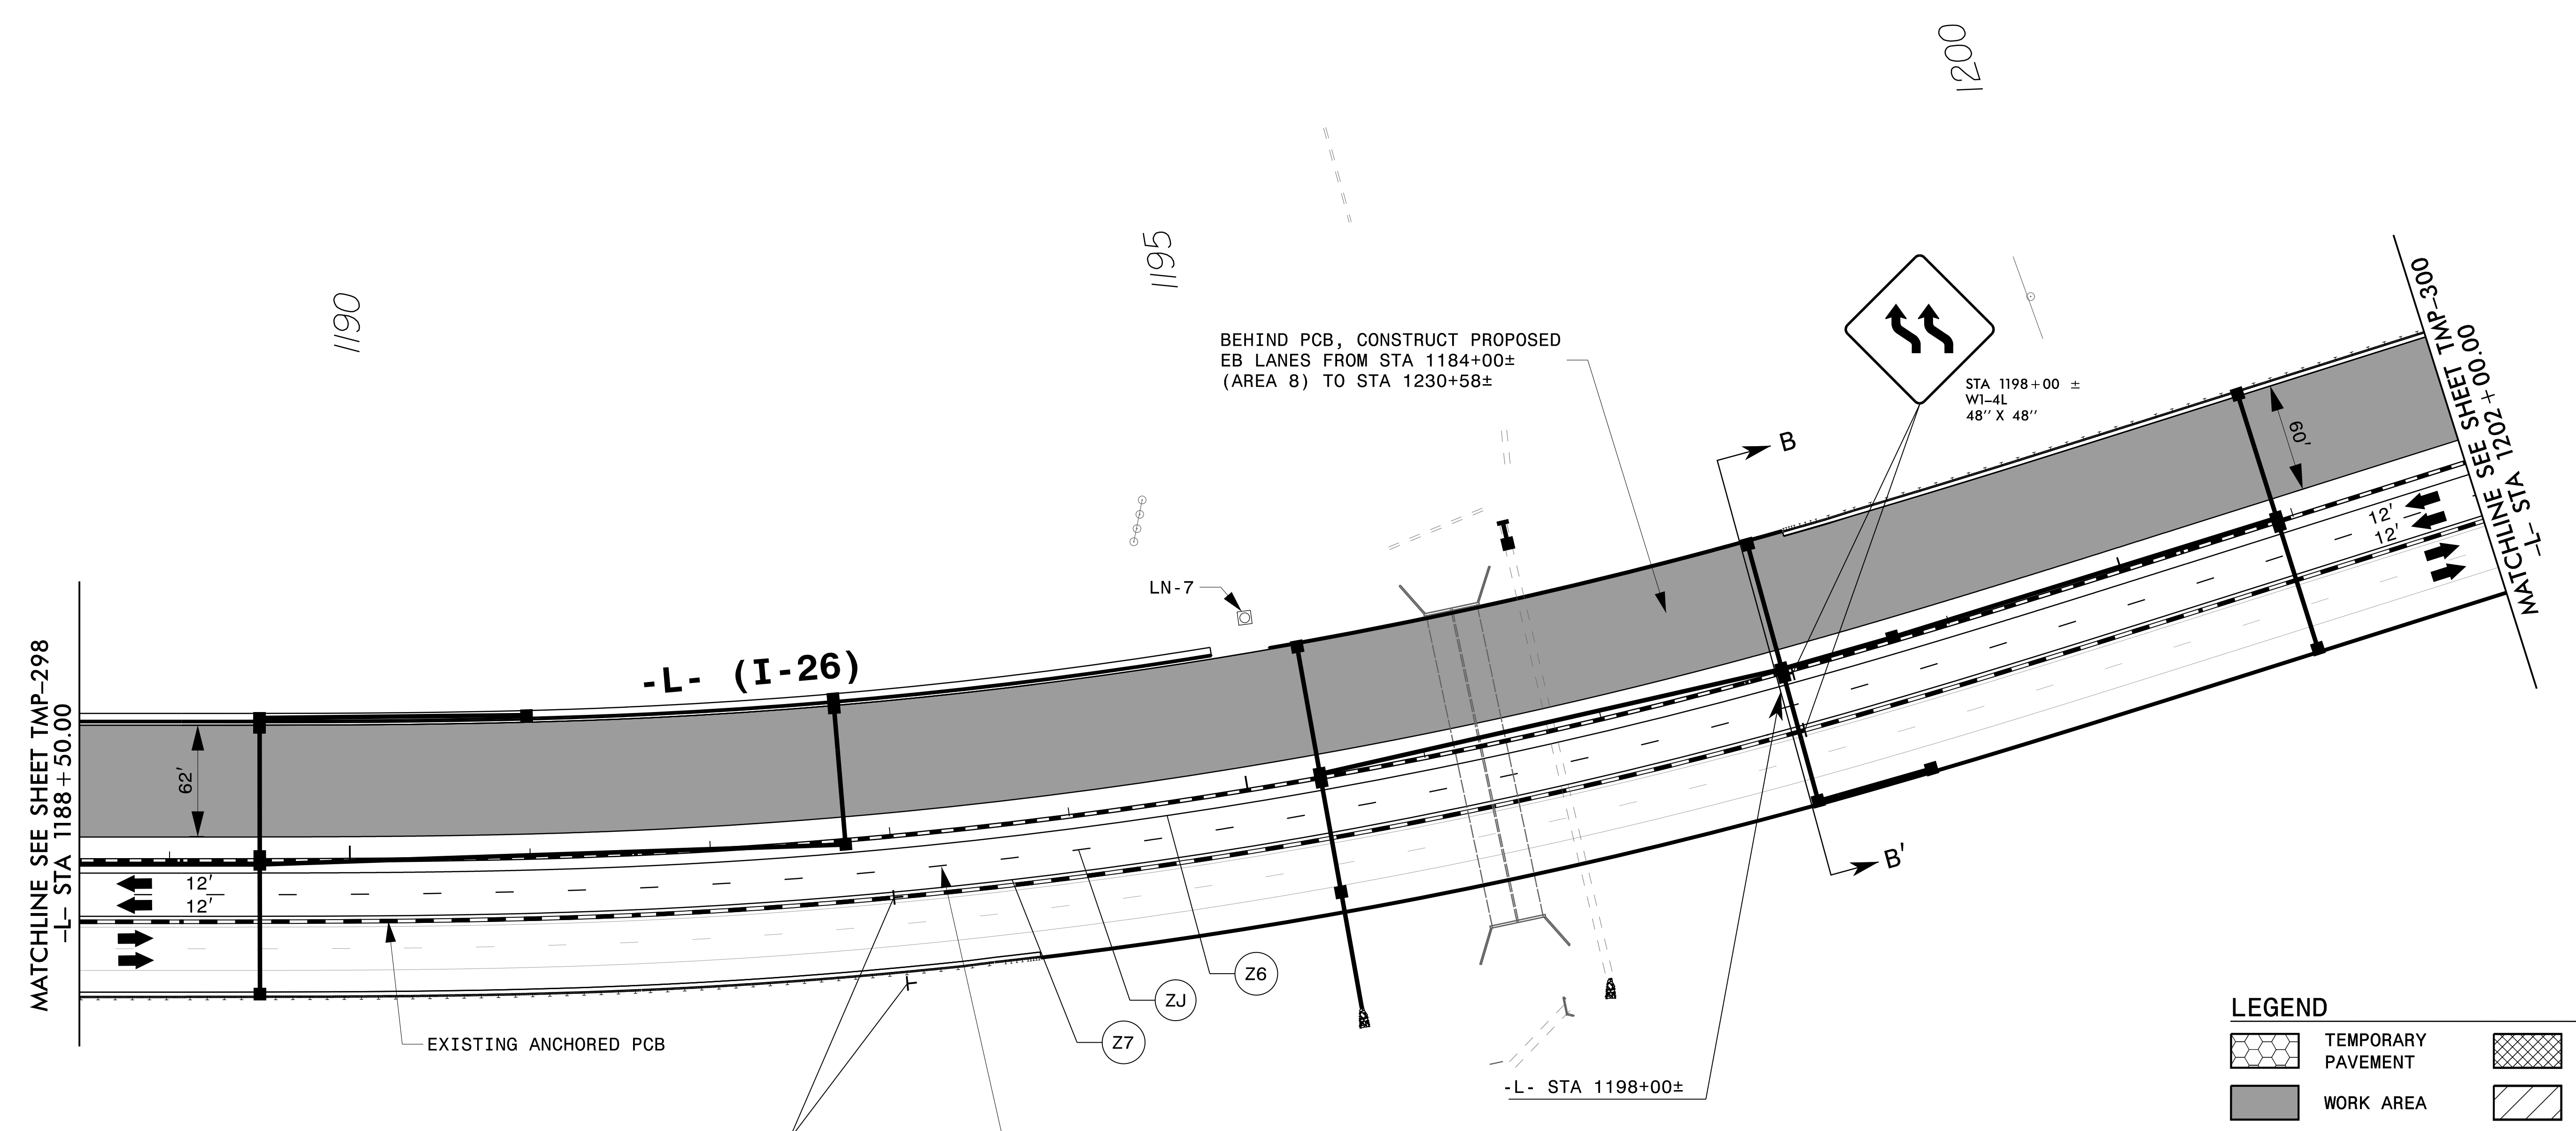 1200
1195
1190
BEHIND PCB, CONSTRUCT PROPOSED
EB LANES FROM STA 1184+00±
(AREA 8) TO STA 1230+58±
STA 1198+00 ±
W1-4L
48'' X 48''
MATCHLINE SEE SHEET TMP-300
-L- STA 1202+00.00
60'
B
12'
12'
LN-7
-L- (I-26)
MATCHLINE SEE SHEET TMP-298
-L- STA 1188+50.00
62'
12'
12'
B'
Z6
ZJ
Z7
EXISTING ANCHORED PCB
-L- STA 1198+00±
LEGEND
TEMPORARY
PAVEMENT
WORK AREA